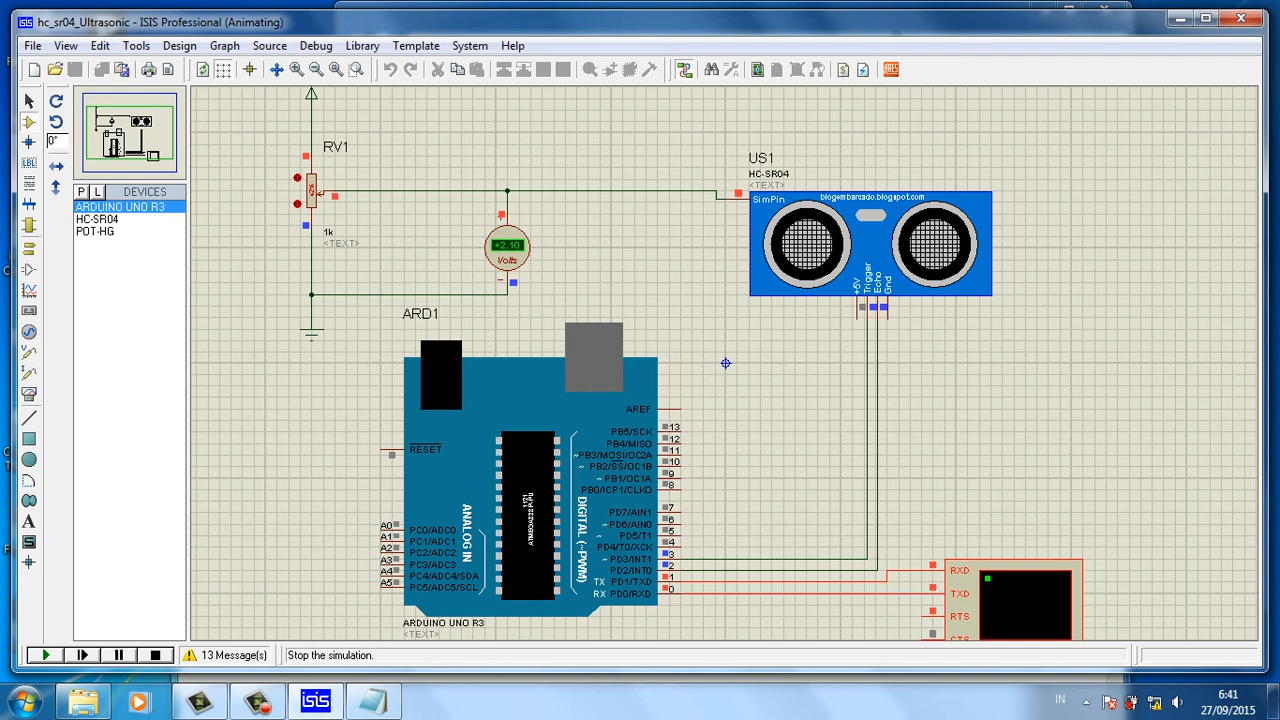 hc_sr04_Ultrasonic - ISIS Professional (Animating)
File View Edit Tools Design Graph Source Debug Library Template System Help
0°
LBL
P L DEVICES
ARDUINO UNO R3
HC-SR04
POT-HG
RV1
1k
<TEXT>
+2.10
Volts
US1
HC-SR04
<TEXT>
SimPin
blogembarcado.blogspot.com
+5V
Trigger
Echo
Gnd
ARD1
AREF
RESET
PB5/SCK 13
PB4/MISO 12
~PB3/MOSI/OC2A 11
~ PB2/SS/OC1B 10
~ PB1/OC1A 9
PB0/ICP1/CLKO 8
PD7/AIN1 7
~ PD6/AIN0 6
~ PD5/T1 5
PD4/T0/XCK 4
~ PD3/INT1 3
PD2/INT0 2
TX PD1/TXD 1
RX PD0/RXD 0
A0 PC0/ADC0
A1 PC1/ADC1
A2 PC2/ADC2
A3 PC3/ADC3
A4 PC4/ADC4/SDA
A5 PC5/ADC5/SCL
ANALOG IN
DIGITAL (~PWM)
ARDUINO UNO R3
<TEXT>
RXD
TXD
RTS
CTS
13 Message(s)
Stop the simulation.
isis
IN
6:41
27/09/2015